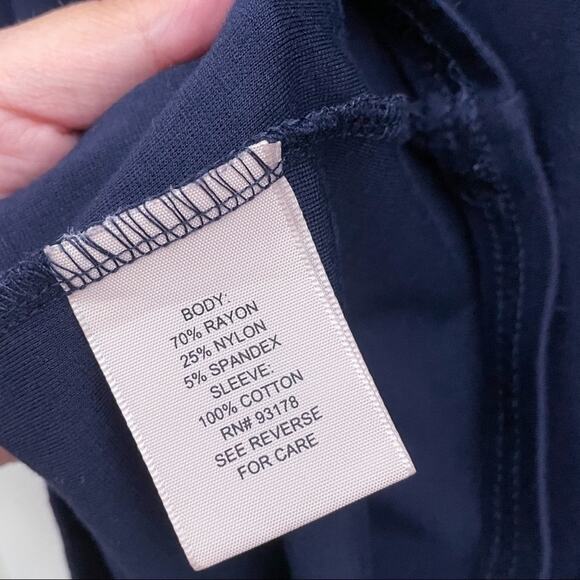 BODY:
70% RAYON
25% NYLON
5% SPANDEX
SLEEVE:
100% COTTON
RN# 93178
SEE REVERSE
FOR CARE